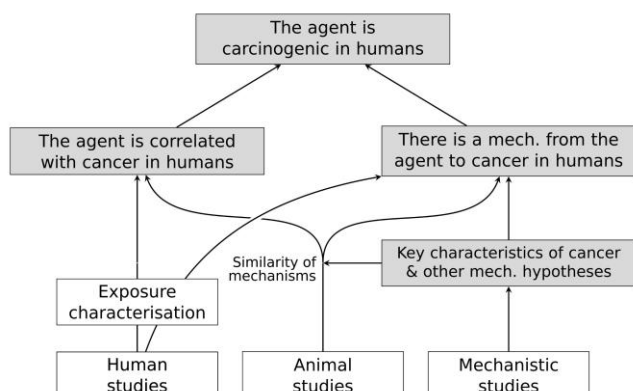 The agent is
carcinogenic in humans
The agent is correlated
with cancer in humans
There is a mech. from the
agent to cancer in humans
Similarity of
mechanisms
Key characteristics of cancer
& other mech. hypotheses
Exposure
characterisation
Human
studies
Animal
studies
Mechanistic
studies